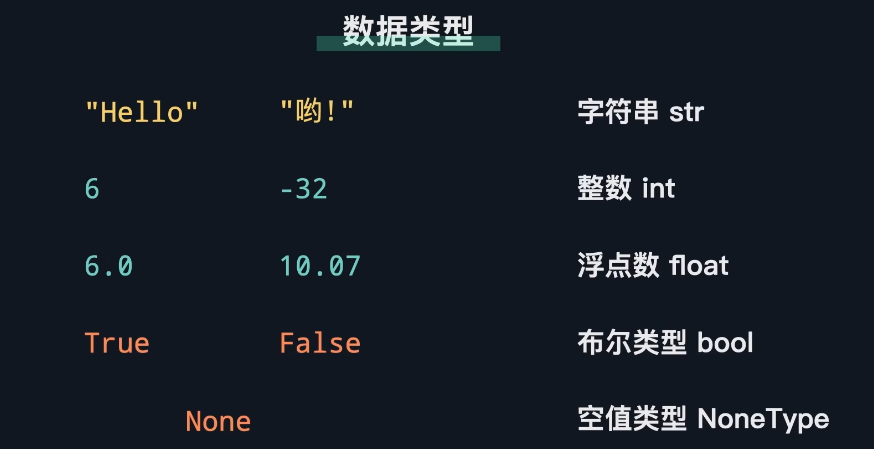 数据类型
"Hello" "哟!" 字符串 str
6 -32 整数 int
6.0 10.07 浮点数 float
True False 布尔类型 bool
None 空值类型 NoneType